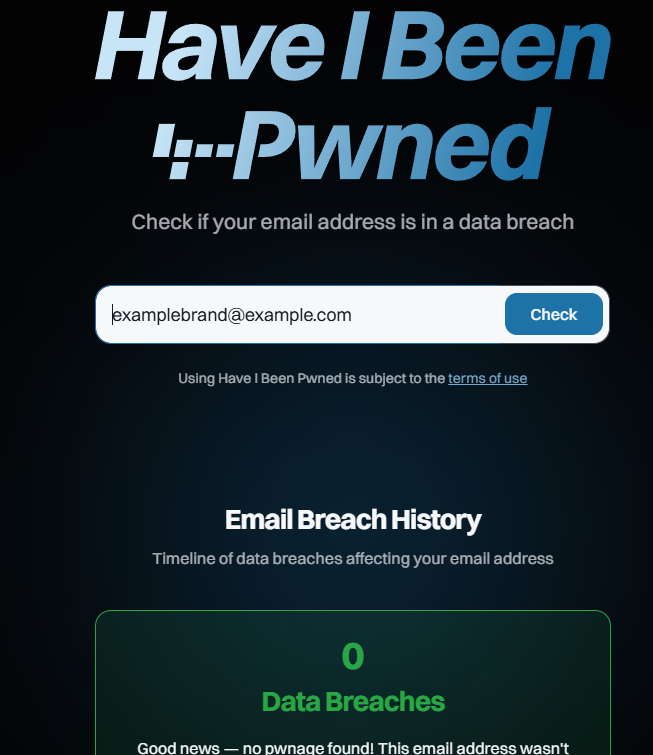 Have I Been
Pwned
Check if your email address is in a data breach
examplebrand@example.com
Check
Using Have I Been Pwned is subject to the terms of use
Email Breach History
Timeline of data breaches affecting your email address
0
Data Breaches
Good news — no pwnage found! This email address wasn't